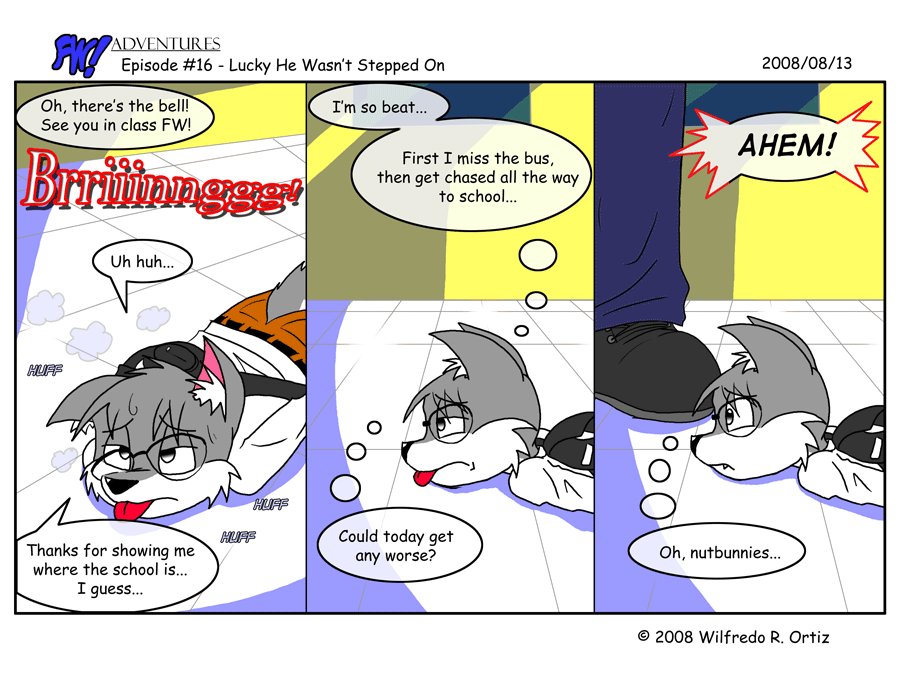 FW! ADVENTURES
Episode #16 - Lucky He Wasn't Stepped On
2008/08/13
Oh, there's the bell!
See you in class FW!
Brriiinnggg!
Uh huh...
HUFF
HUFF
HUFF
Thanks for showing me
where the school is...
I guess...
I'm so beat...
First I miss the bus,
then get chased all the way
to school...
Could today get
any worse?
AHEM!
Oh, nutbunnies...
© 2008 Wilfredo R. Ortiz